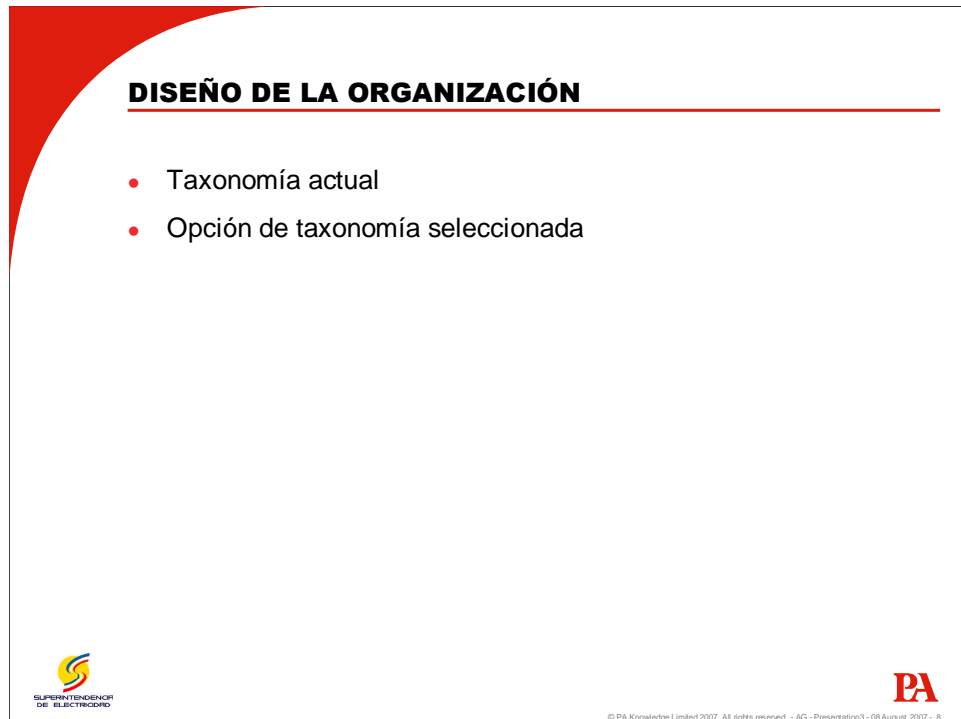 DISEÑO DE LA ORGANIZACIÓN
Taxonomía actual
Opción de taxonomía seleccionada
SUPERINTENDENCIA
DE ELECTRICIDAD
PA
© PA Knowledge Limited 2007. All rights reserved. - AG - Presentation3 - 08 August 2007 - 8